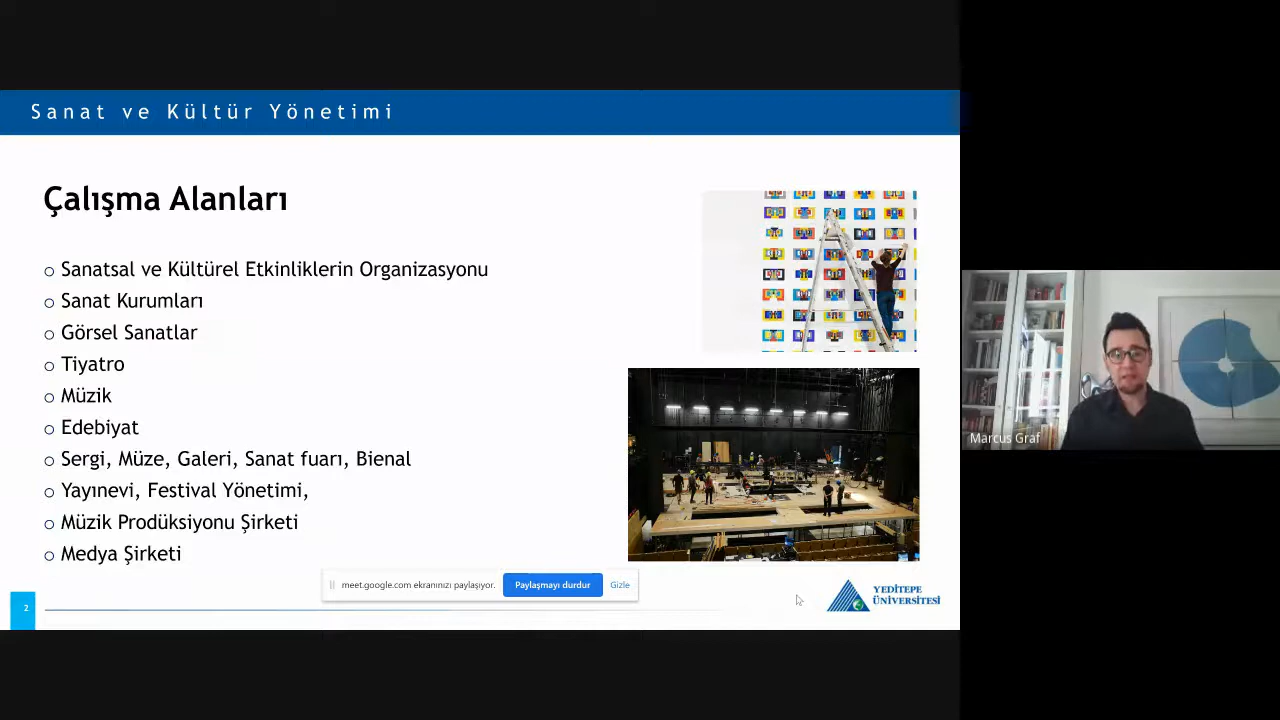 Sanat ve Kültür Yönetimi
Çalışma Alanları
Sanatsal ve Kültürel Etkinliklerin Organizasyonu
Sanat Kurumları
Görsel Sanatlar
Tiyatro
Müzik
Edebiyat
Sergi, Müze, Galeri, Sanat fuarı, Bienal
Yayınevi, Festival Yönetimi,
Müzik Prodüksiyonu Şirketi
Medya Şirketi
meet.google.com ekranınızı paylaşıyor. Paylaşmayı durdur Gizle
2
YEDİTEPE
ÜNİVERSİTESİ
Marcus Graf